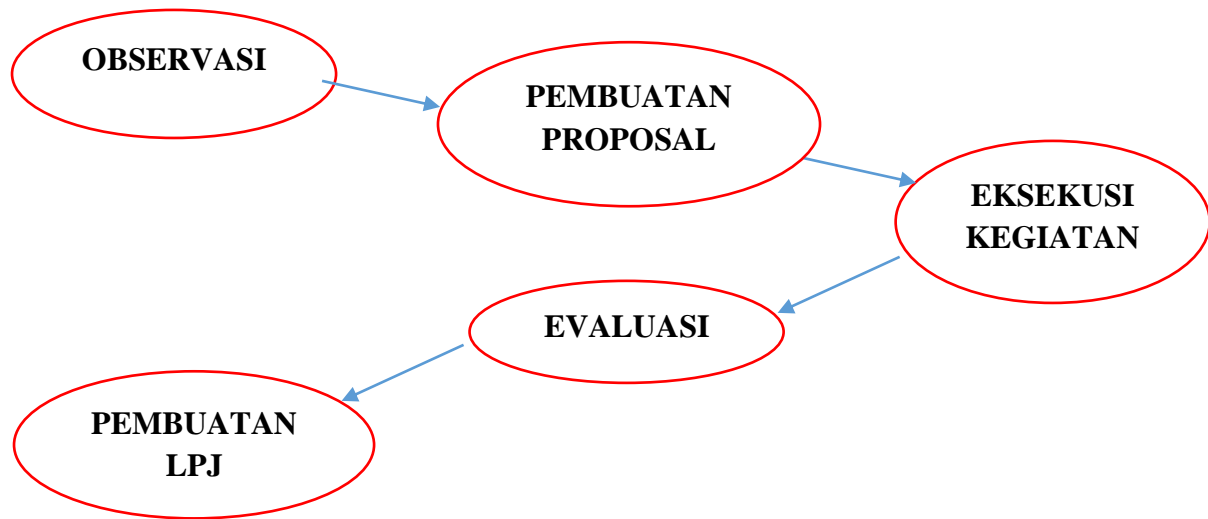 OBSERVASI
PEMBUATAN
PROPOSAL
EKSEKUSI
KEGIATAN
EVALUASI
PEMBUATAN
LPJ